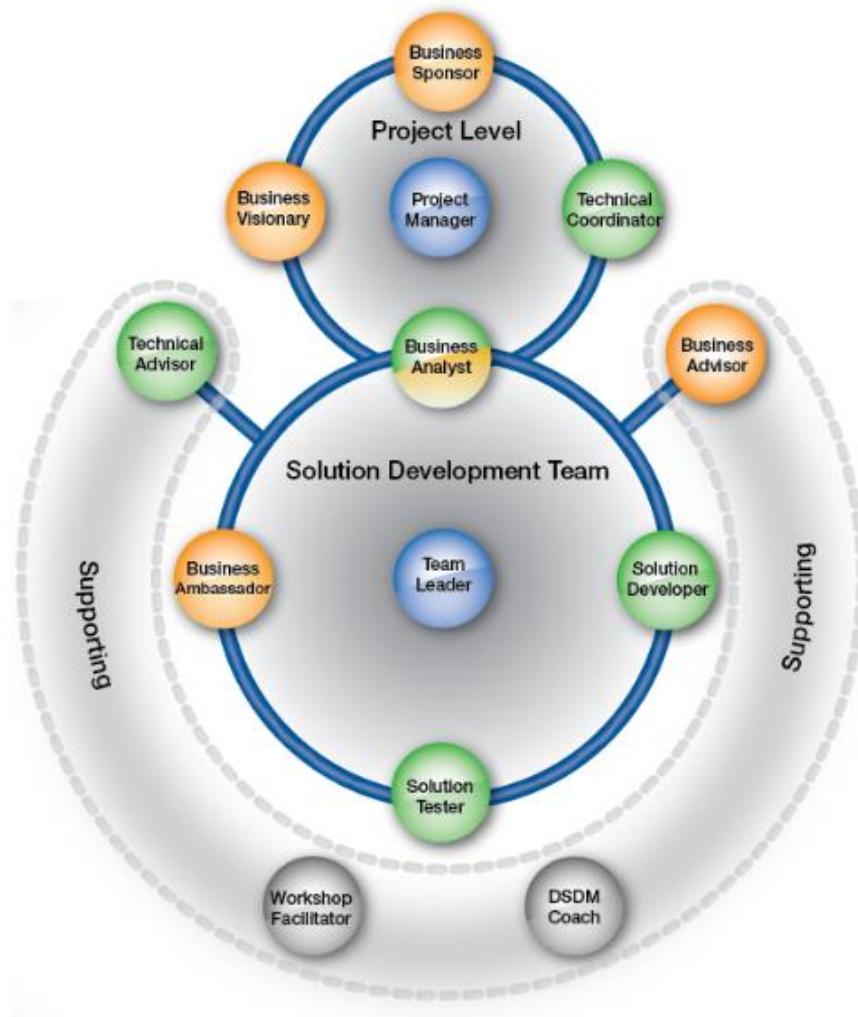 Business
Sponsor
Project Level
Business
Visionary
Project
Manager
Technical
Coordinator
Technical
Advisor
Business
Analyst
Business
Advisor
Solution Development Team
Business
Ambassador
Team
Leader
Solution
Developer
Supporting
Supporting
Solution
Tester
Workshop
Facilitator
DSDM
Coach